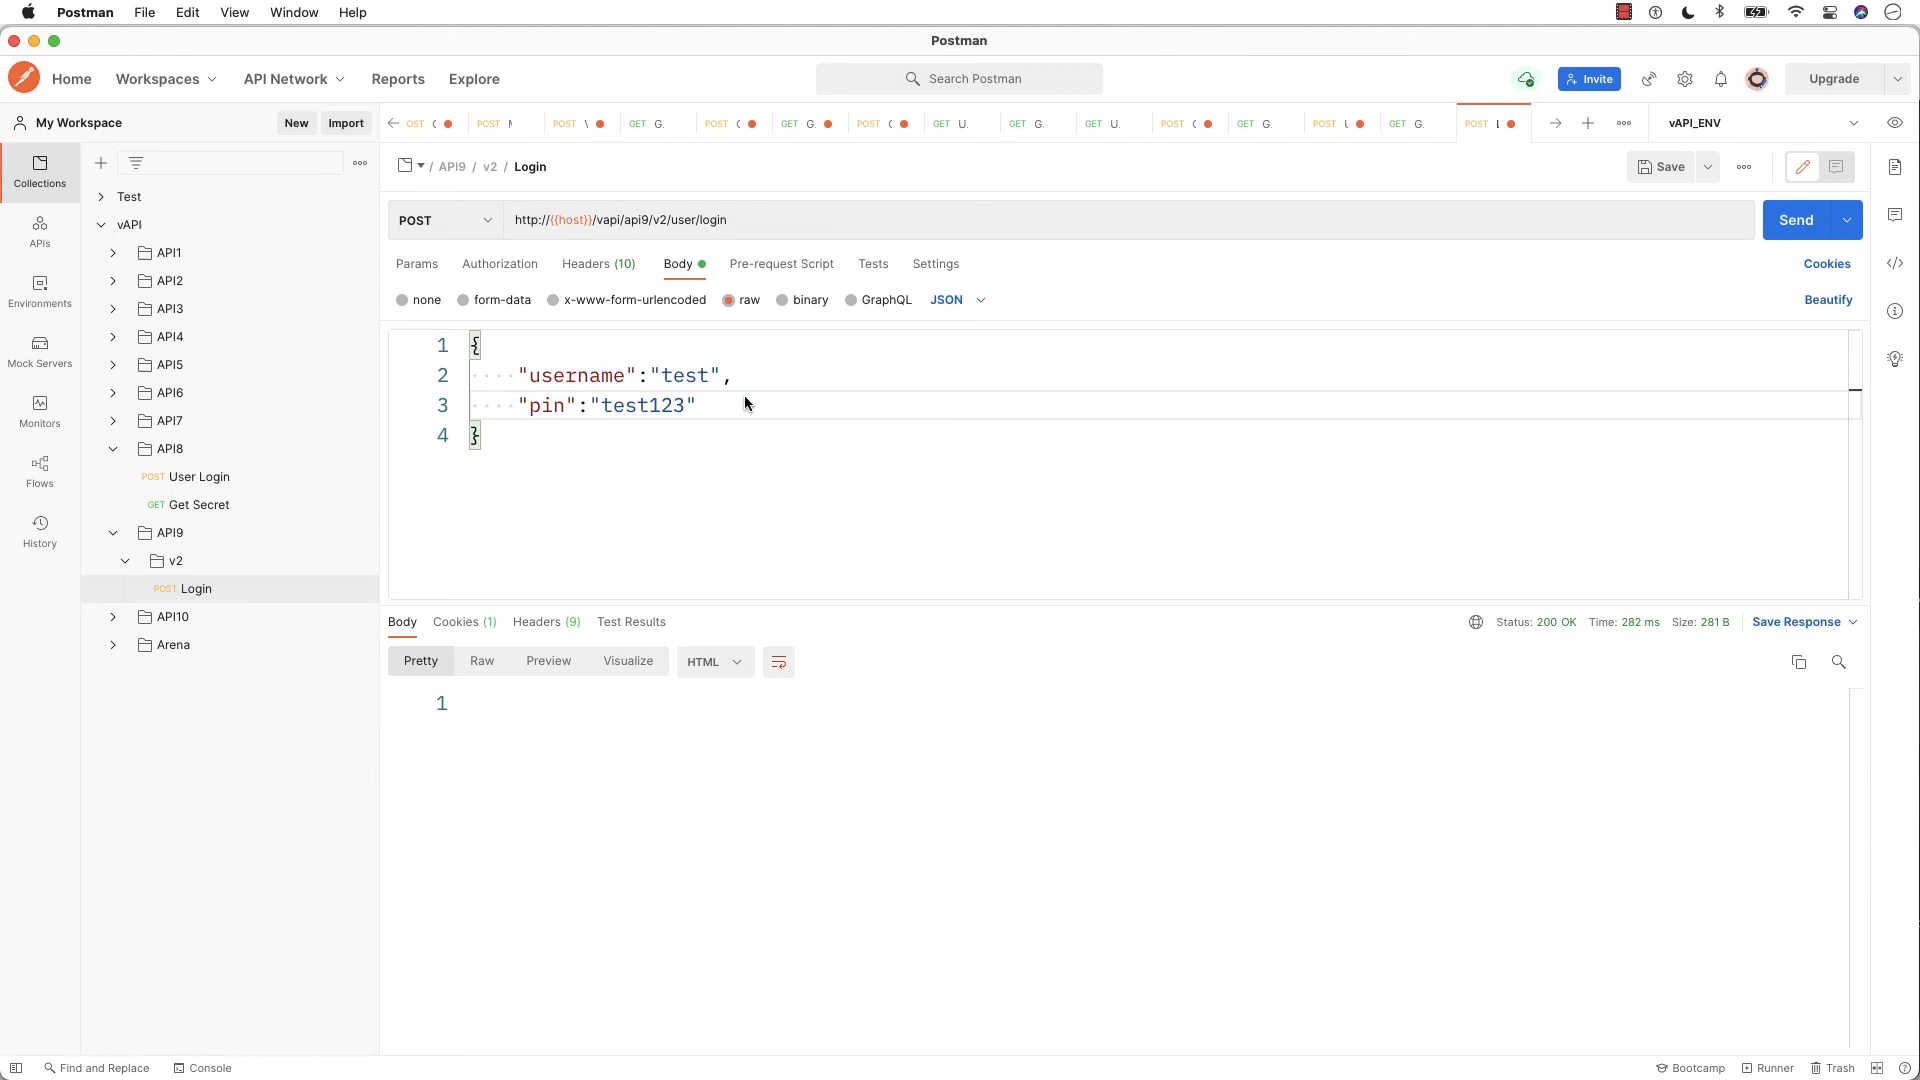 Postman File Edit View Window Help
Postman
Home Workspaces API Network Reports Explore
Search Postman
Invite
Upgrade
My Workspace
New Import
OST ( POST POST \ GET G. POST ( GET G. POST ( GET U. GET G. GET U. POST ( GET G. POST GET G. POST
vAPI_ENV
Collections
APIs
Environments
Mock Servers
Monitors
Flows
History
Test
vAPI
API1
API2
API3
API4
API5
API6
API7
API8
POST User Login
GET Get Secret
API9
v2
POST Login
API10
Arena
/ API9 / v2 / Login
Save
POST
http://{{host}}/vapi/api9/v2/user/login
Send
Params Authorization Headers (10) Body Pre-request Script Tests Settings
Cookies
none form-data x-www-form-urlencoded raw binary GraphQL JSON
Beautify
1 {
2 ····"username":"test",
3 ····"pin":"test123"
4 }
Body Cookies (1) Headers (9) Test Results
Status: 200 OK Time: 282 ms Size: 281 B
Save Response
Pretty Raw Preview Visualize HTML
1
Find and Replace Console
Bootcamp Runner Trash